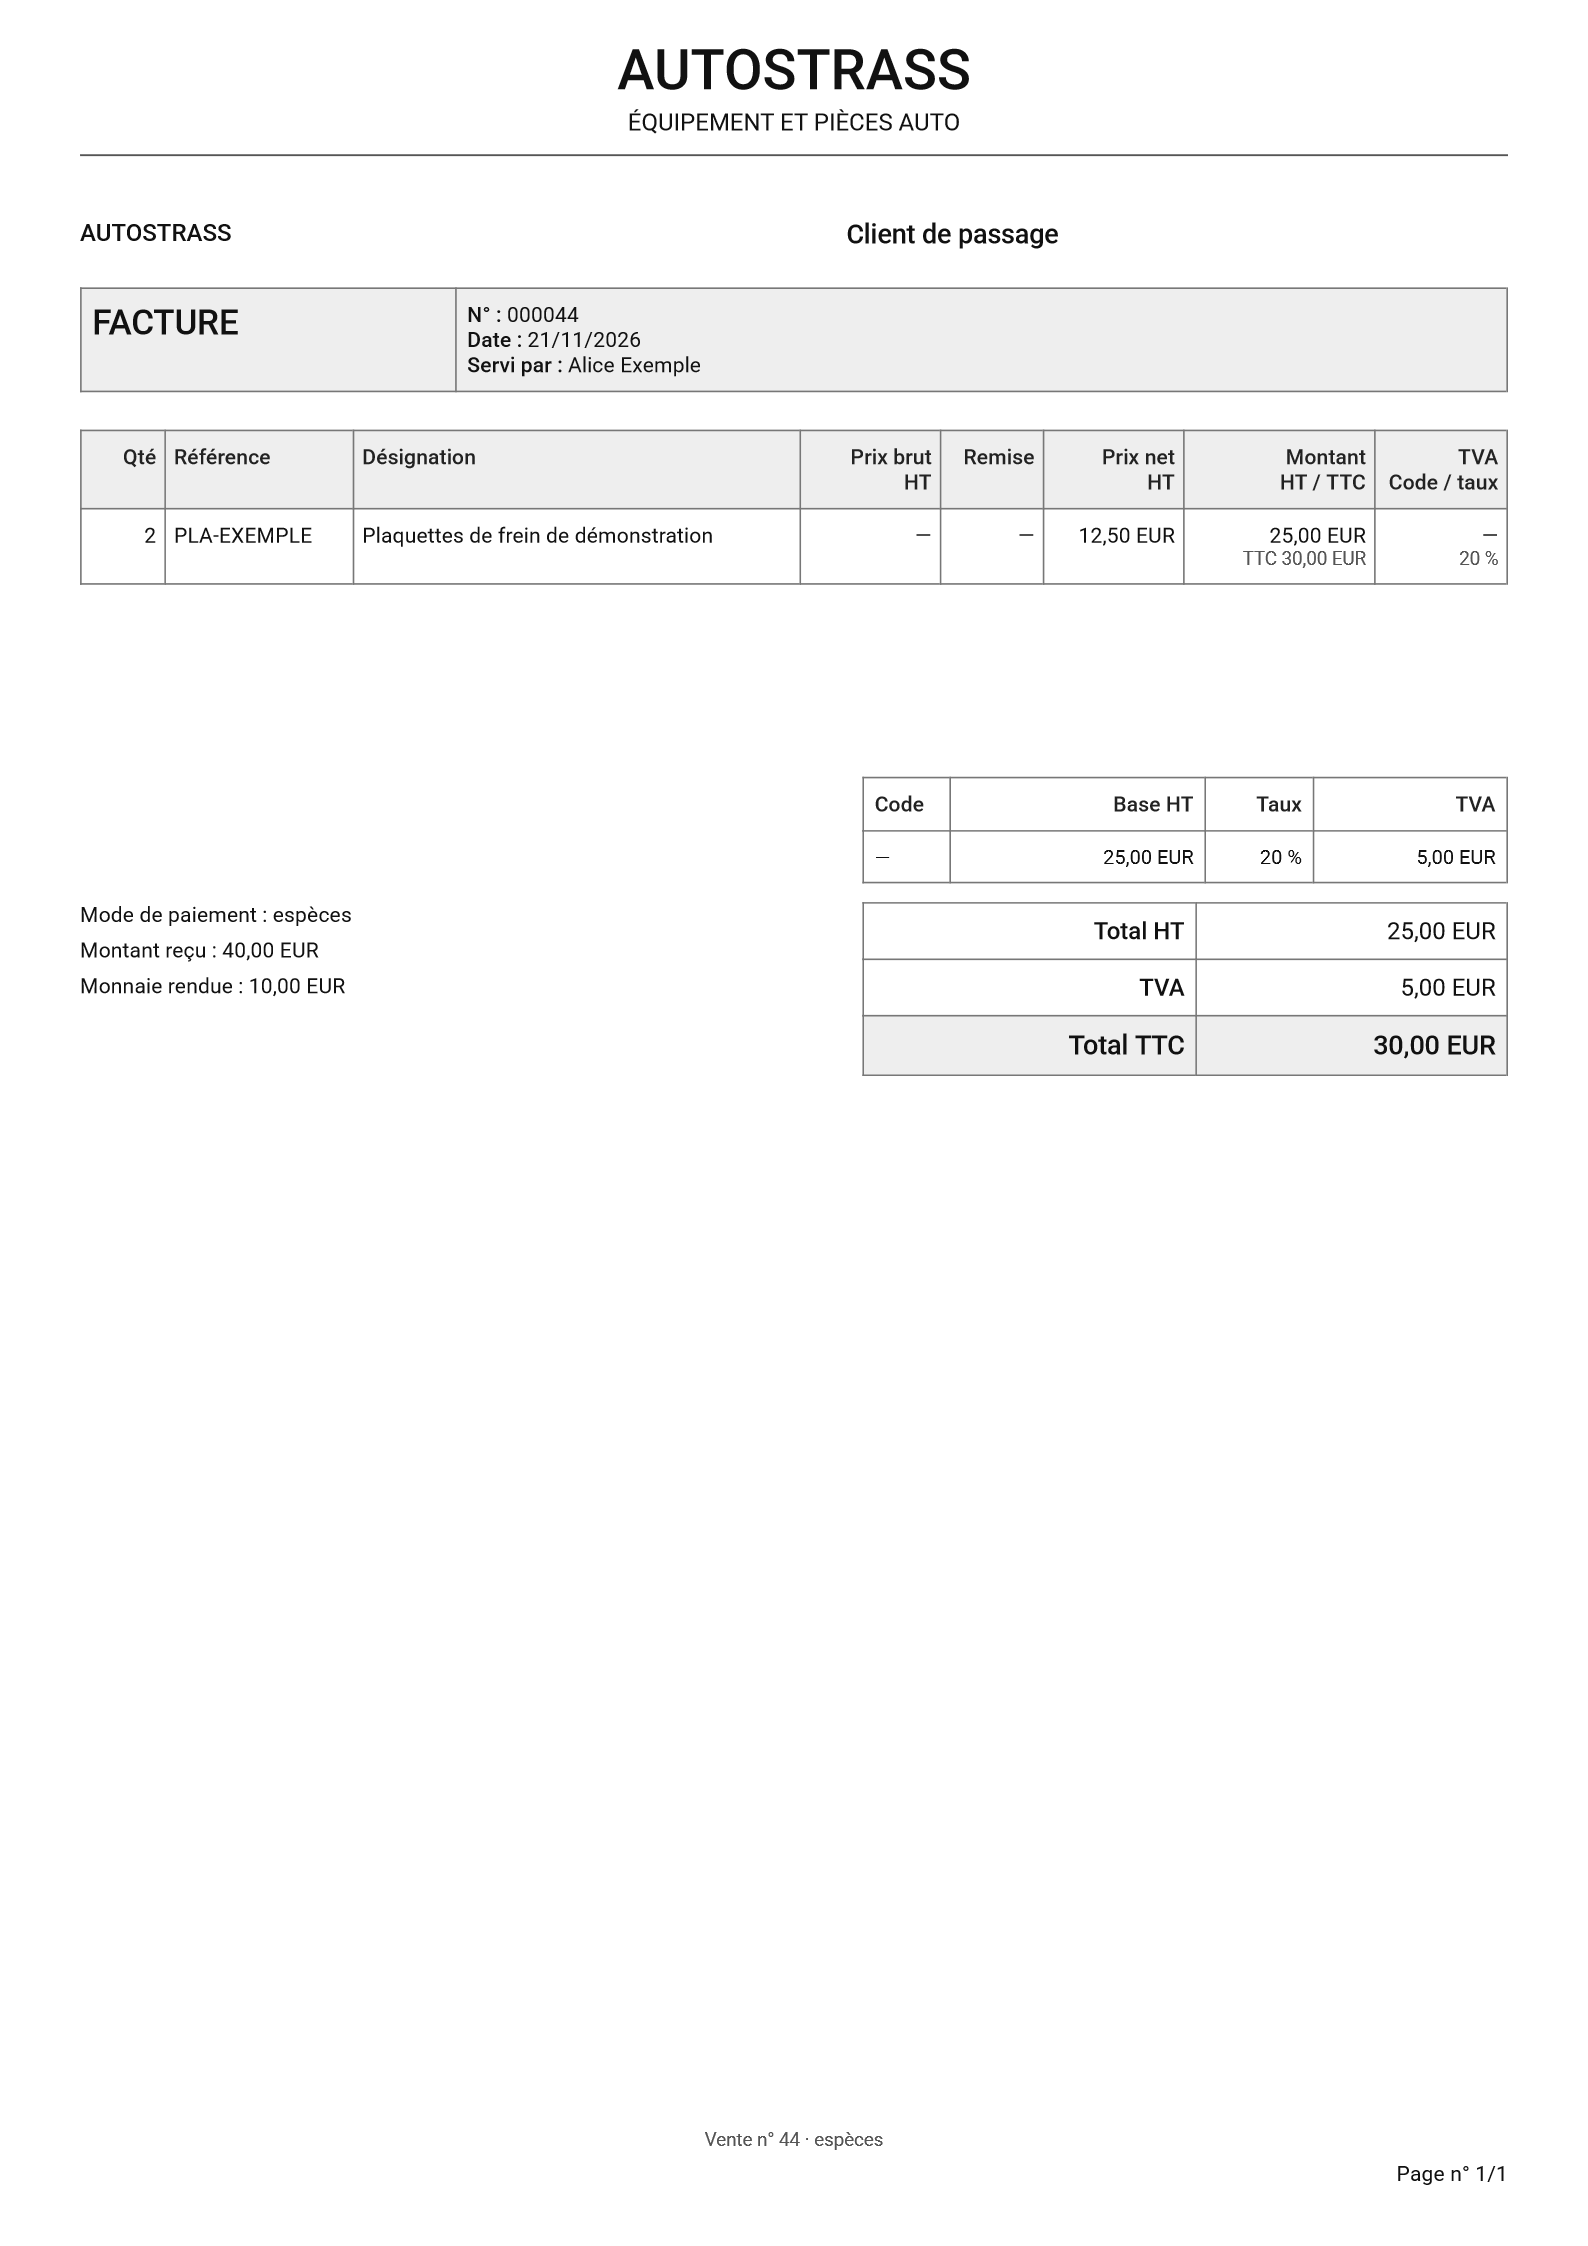 AUTOSTRASS
ÉQUIPEMENT ET PIÈCES AUTO
AUTOSTRASS
Client de passage
FACTURE
N° : 000044
Date : 21/11/2026
Servi par : Alice Exemple
Qté Référence Désignation Prix brut HT Remise Prix net HT Montant HT / TTC TVA Code / taux
2 PLA-EXEMPLE Plaquettes de frein de démonstration — — 12,50 EUR 25,00 EUR —
TTC 30,00 EUR 20 %
Code Base HT Taux TVA
— 25,00 EUR 20 % 5,00 EUR
Mode de paiement : espèces
Montant reçu : 40,00 EUR
Monnaie rendue : 10,00 EUR
Total HT 25,00 EUR
TVA 5,00 EUR
Total TTC 30,00 EUR
Vente n° 44 · espèces
Page n° 1/1